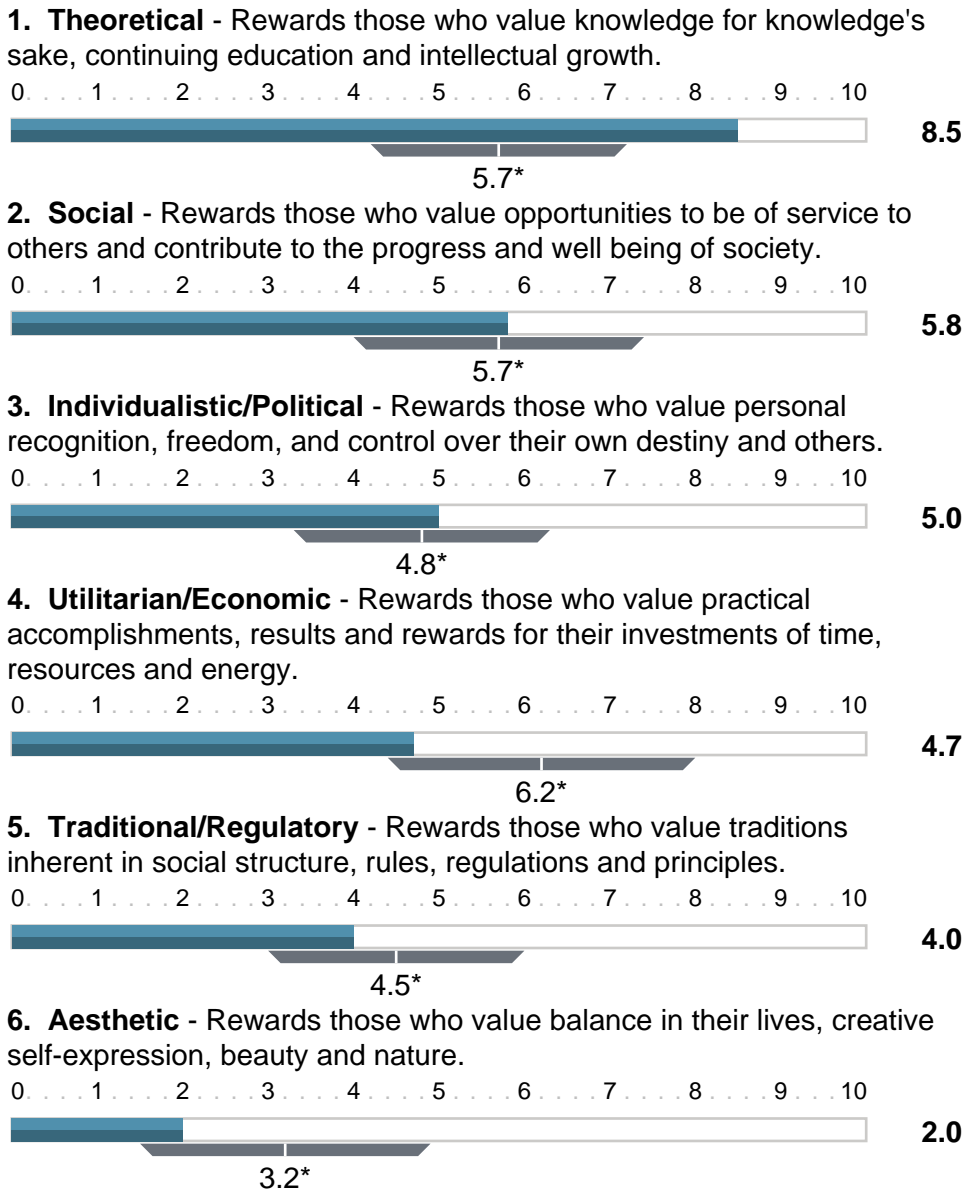 1. Theoretical - Rewards those who value knowledge for knowledge's
sake, continuing education and intellectual growth.
0. . . . 1 . . . . 2 . . . . 3 . . . . 4 . . . . 5 . . . . 6 . . . . 7 . . . . 8 . . . . 9 . . . 10
8.5
5.7*
2. Social - Rewards those who value opportunities to be of service to
others and contribute to the progress and well being of society.
0. . . . 1 . . . . 2 . . . . 3 . . . . 4 . . . . 5 . . . . 6 . . . . 7 . . . . 8 . . . . 9 . . . 10
5.8
5.7*
3. Individualistic/Political - Rewards those who value personal
recognition, freedom, and control over their own destiny and others.
0. . . . 1 . . . . 2 . . . . 3 . . . . 4 . . . . 5 . . . . 6 . . . . 7 . . . . 8 . . . . 9 . . . 10
5.0
4.8*
4. Utilitarian/Economic - Rewards those who value practical
accomplishments, results and rewards for their investments of time,
resources and energy.
0. . . . 1 . . . . 2 . . . . 3 . . . . 4 . . . . 5 . . . . 6 . . . . 7 . . . . 8 . . . . 9 . . . 10
4.7
6.2*
5. Traditional/Regulatory - Rewards those who value traditions
inherent in social structure, rules, regulations and principles.
0. . . . 1 . . . . 2 . . . . 3 . . . . 4 . . . . 5 . . . . 6 . . . . 7 . . . . 8 . . . . 9 . . . 10
4.0
4.5*
6. Aesthetic - Rewards those who value balance in their lives, creative
self-expression, beauty and nature.
0. . . . 1 . . . . 2 . . . . 3 . . . . 4 . . . . 5 . . . . 6 . . . . 7 . . . . 8 . . . . 9 . . . 10
2.0
3.2*